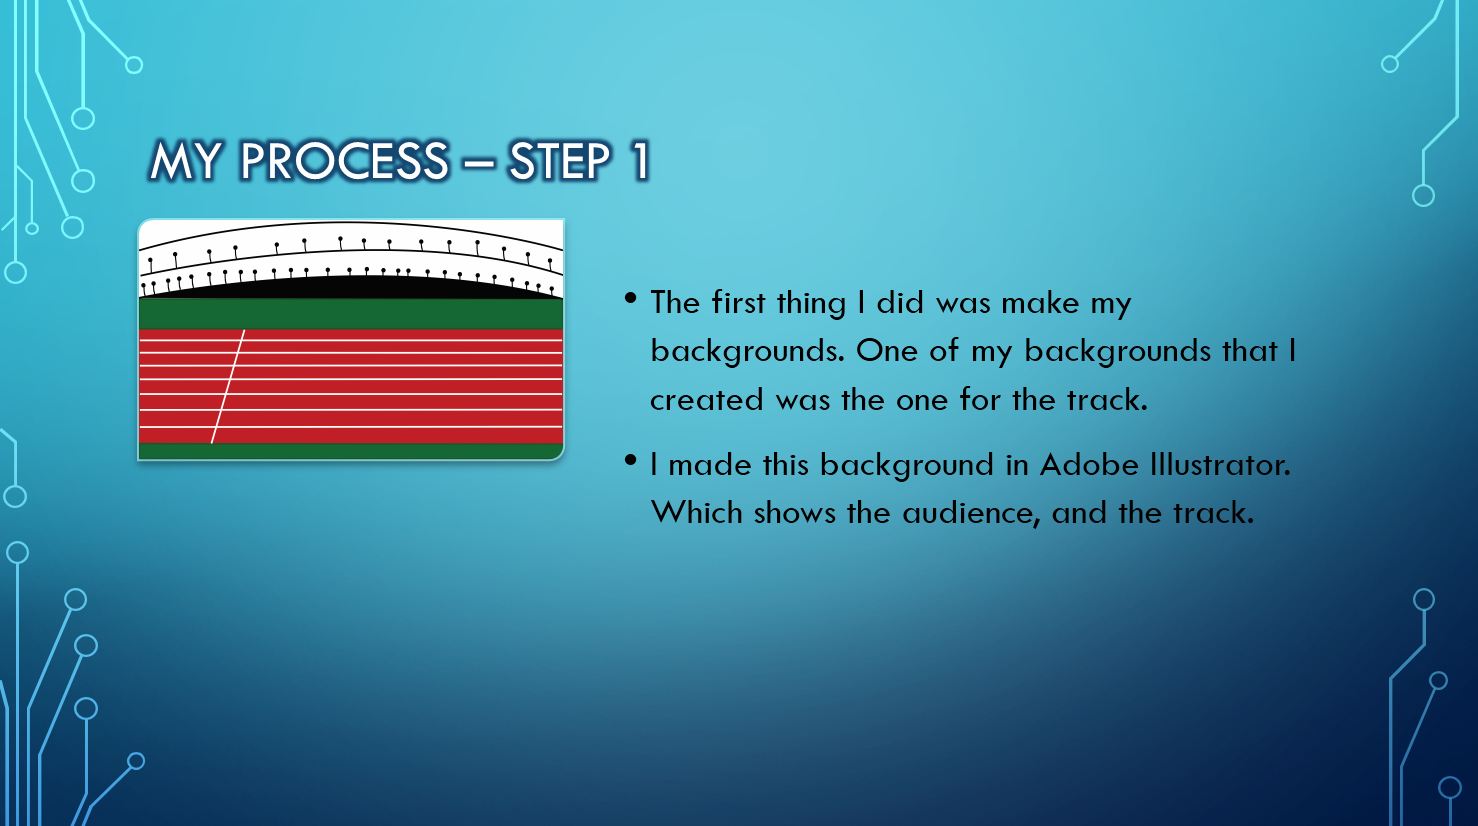 MY PROCESS – STEP 1
• The first thing I did was make my
backgrounds. One of my backgrounds that I
created was the one for the track.
• I made this background in Adobe Illustrator.
Which shows the audience, and the track.